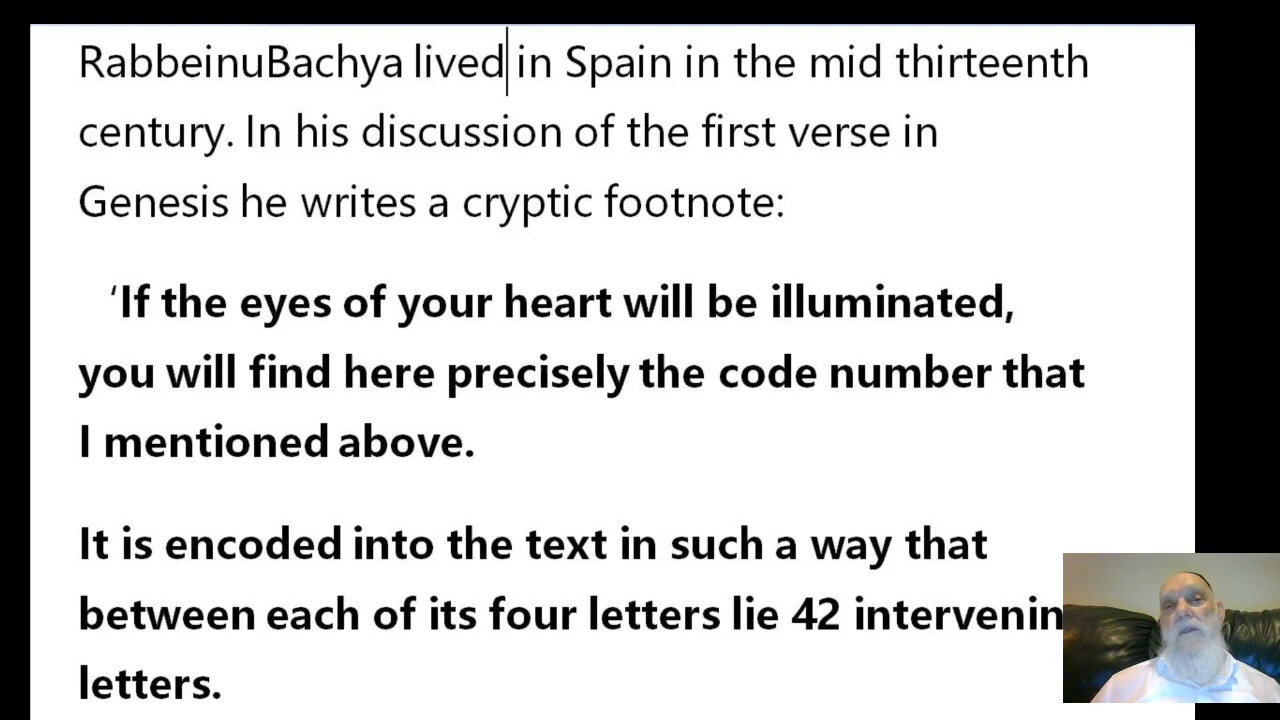 RabbeinuBachya lived in Spain in the mid thirteenth
century. In his discussion of the first verse in
Genesis he writes a cryptic footnote:
‘If the eyes of your heart will be illuminated,
you will find here precisely the code number that
I mentioned above.
It is encoded into the text in such a way that
between each of its four letters lie 42 intervenin
letters.